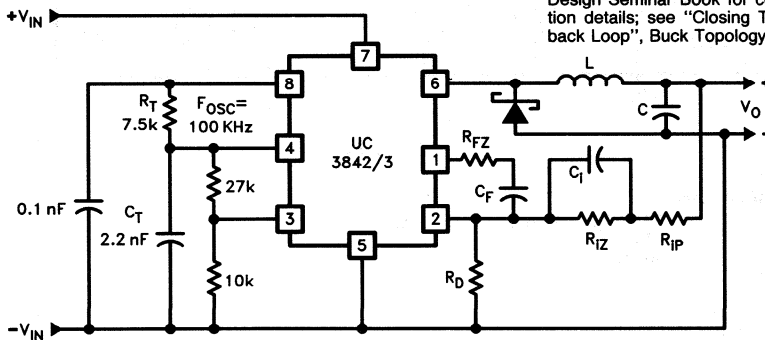 Design Seminar Book for
tion details; see "Closing
back Loop", Buck Topology
+V_IN
7
8
6
L
R_T
7.5k
F_OSC=
100 KHz
C
V_O
UC
3842/3
4
1
R_FZ
C_i
27k
C_F
0.1 nF
C_T
2.2 nF
3
2
R_iZ
R_iP
10k
5
R_D
-V_IN